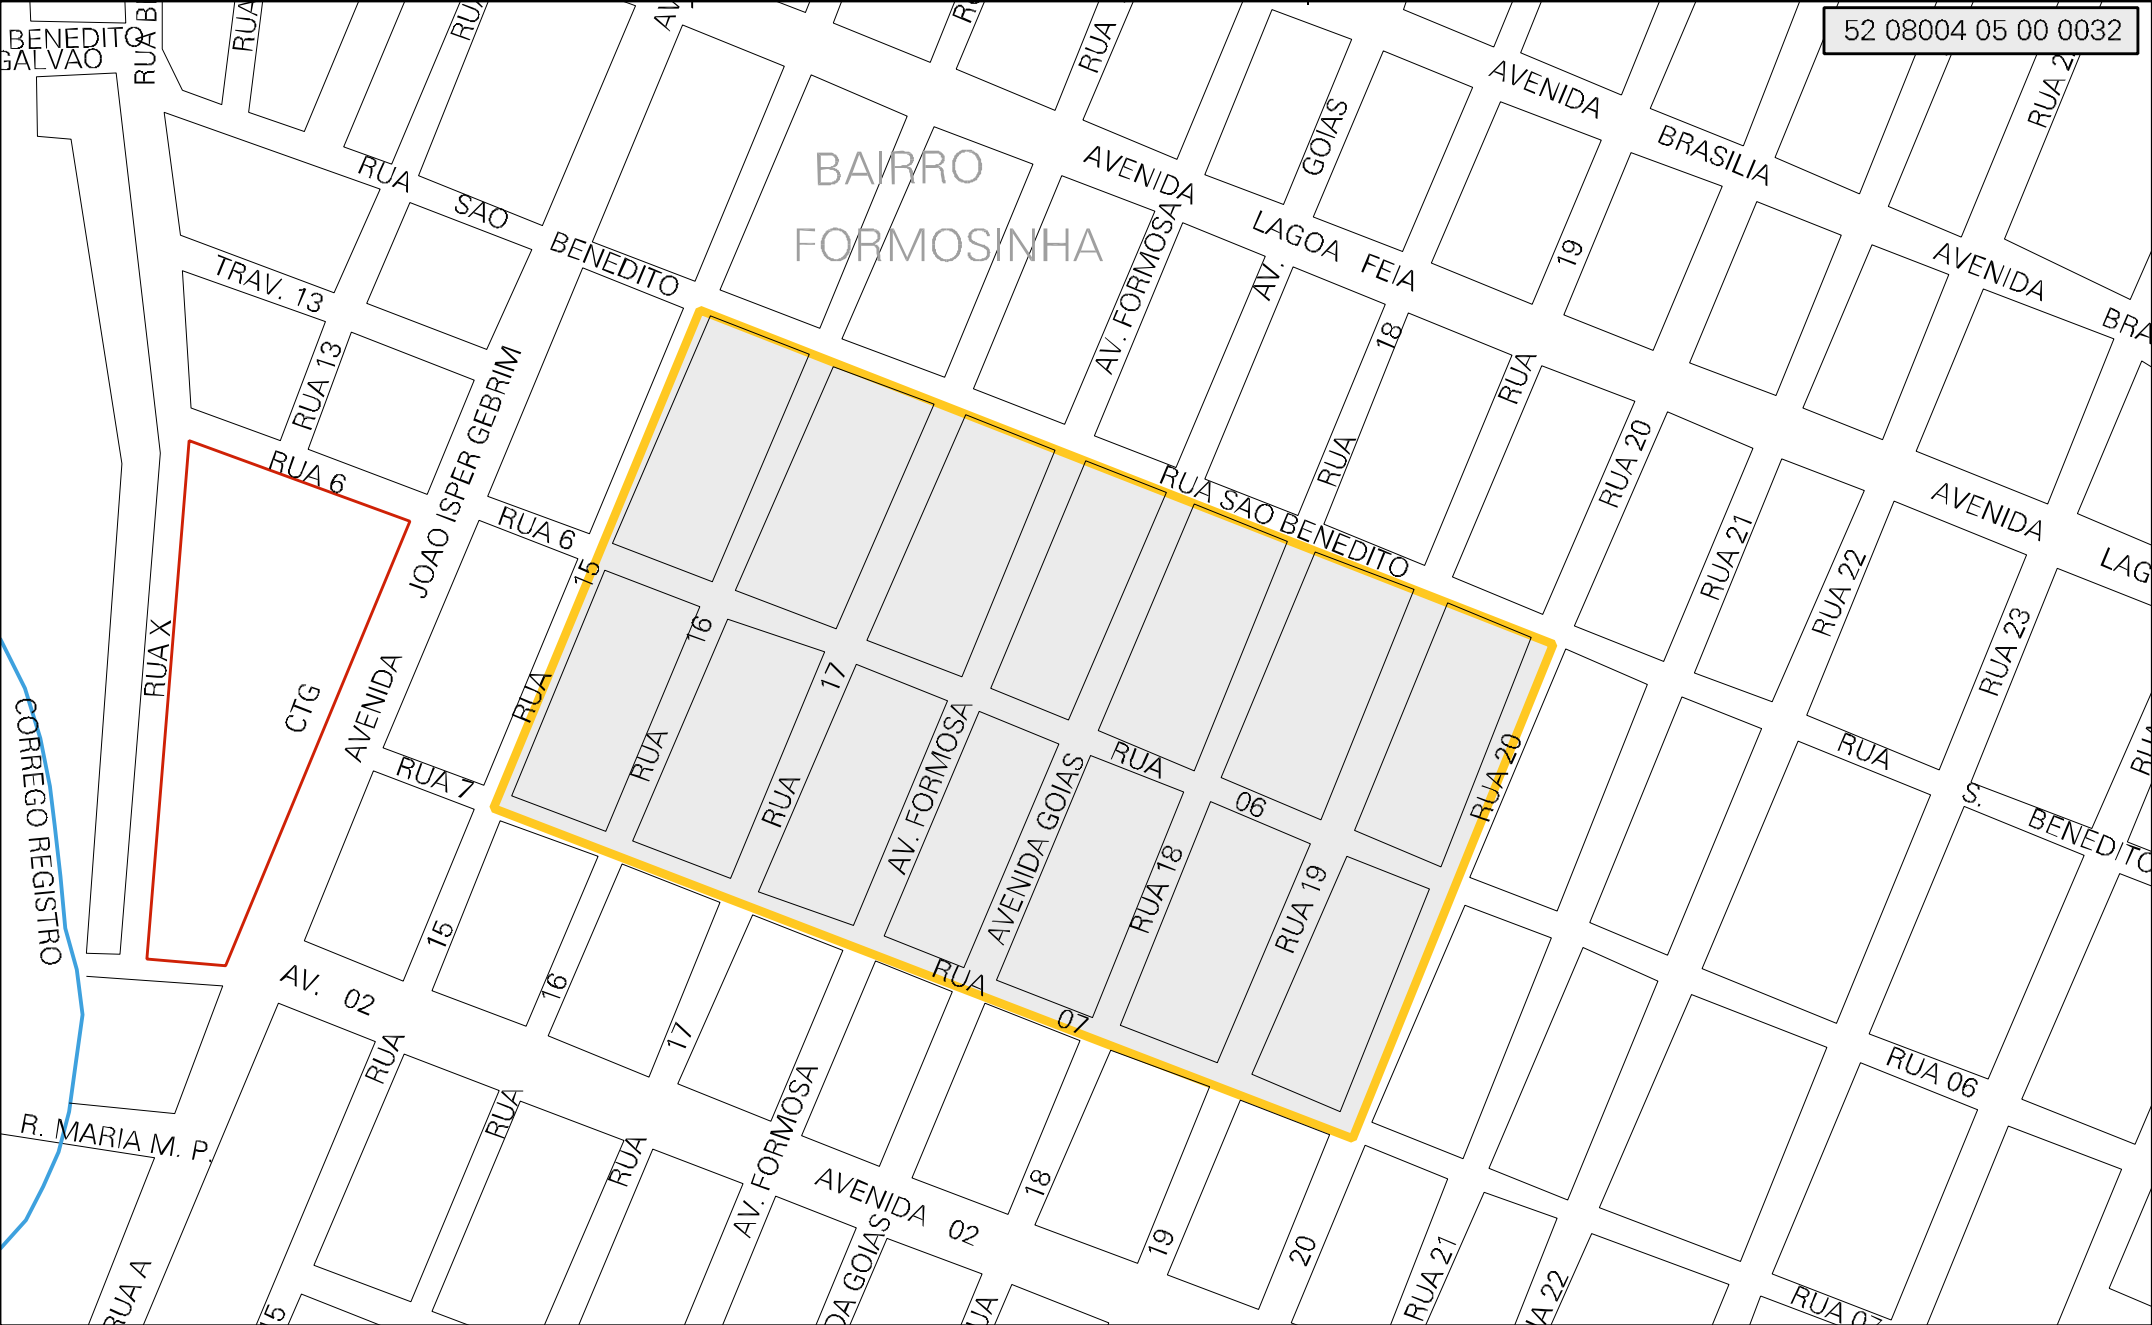 52 08004 05 00 0032
BENEDITO
GALVAO
RUA B
RUA
RUA
RUA
AVENIDA
BRASILIA
RUA
SAO
BENEDITO
BAIRRO
FORMOSINHA
AVENIDA
LAGOA FEIA
GOIAS
19
AVENIDA
TRAV. 13
RUA 13
AV. FORMOSA
AV.
18
RUA
RUA
RUA 20
AVENIDA
JOAO ISPER GEBRIM
AVENIDA
RUA 6
RUA 6
RUA SAO BENEDITO
RUA 21
RUA 22
RUA 23
15
RUA
16
RUA
17
RUA
AV. FORMOSA
AVENIDA GOIAS
RUA
06
RUA 18
RUA 19
RUA 20
RUA
S.
BENEDITO
RUA X
CTG
CORREGO REGISTRO
RUA 7
RUA
07
15
16
17
AV. 02
RUA
RUA
RUA
AV. FORMOSA
AVENIDA 02
18
19
20
RUA 21
RUA 06
R. MARIA M. P.
RUA A